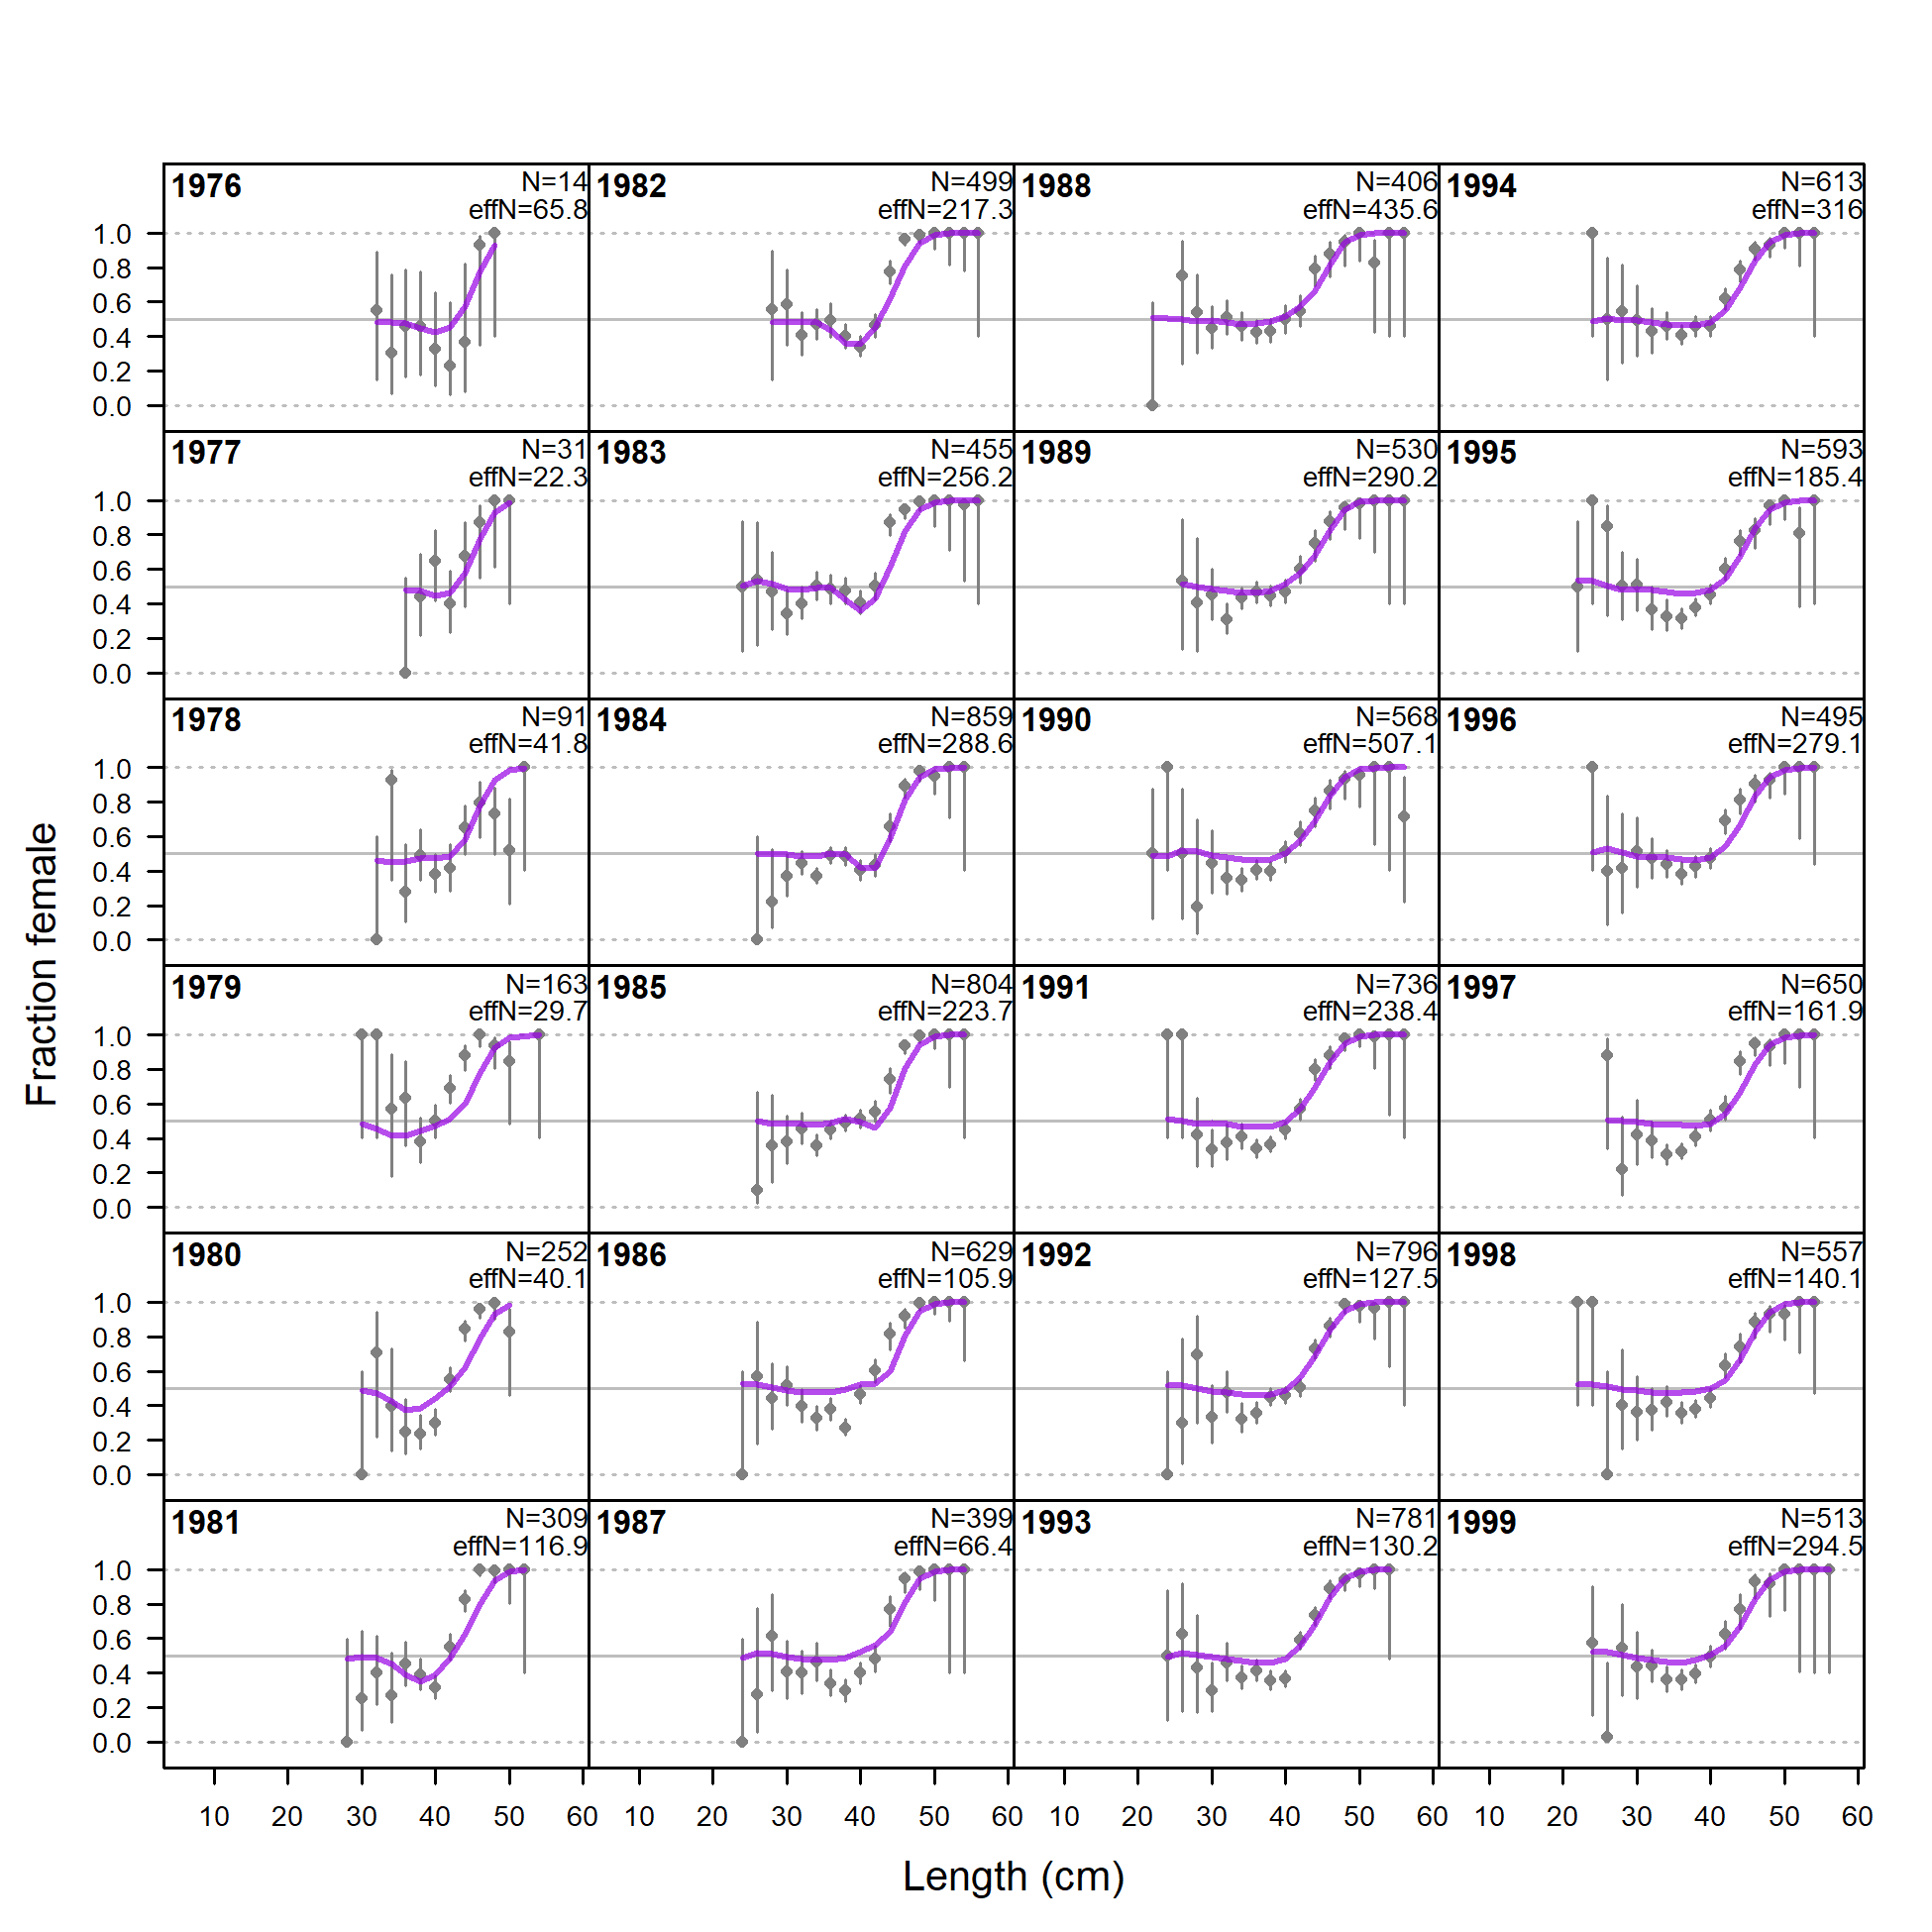 1976 N=14 1982 N=499 1988 N=406 1994 N=613
effN=65.8 effN=217.3 effN=435.6 effN=316
1.0
0.8
0.6
0.4
0.2
0.0
1977 N=31 1983 N=455 1989 N=530 1995 N=593
effN=22.3 effN=256.2 effN=290.2 effN=185.4
1.0
0.8
0.6
0.4
0.2
0.0
1978 N=91 1984 N=859 1990 N=568 1996 N=495
effN=41.8 effN=288.6 effN=507.1 effN=279.1
1.0
0.8
0.6
0.4
0.2
0.0
Fraction female
1979 N=163 1985 N=804 1991 N=736 1997 N=650
effN=29.7 effN=223.7 effN=238.4 effN=161.9
1.0
0.8
0.6
0.4
0.2
0.0
1980 N=252 1986 N=629 1992 N=796 1998 N=557
effN=40.1 effN=105.9 effN=127.5 effN=140.1
1.0
0.8
0.6
0.4
0.2
0.0
1981 N=309 1987 N=399 1993 N=781 1999 N=513
effN=116.9 effN=66.4 effN=130.2 effN=294.5
1.0
0.8
0.6
0.4
0.2
0.0
10 20 30 40 50 60 10 20 30 40 50 60 10 20 30 40 50 60 10 20 30 40 50 60
Length (cm)